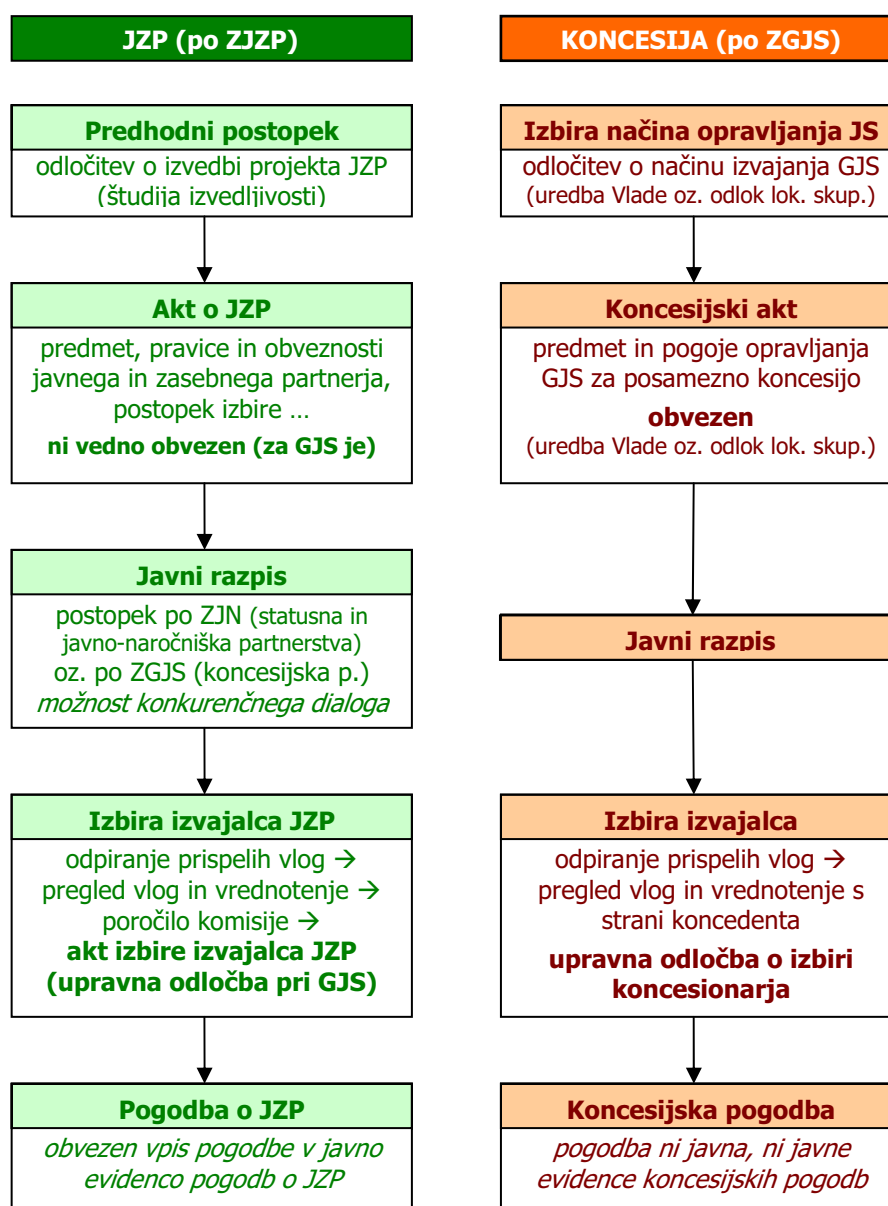 JZP (po ZJZP)
Predhodni postopek
odločitev o izvedbi projekta JZP
(študija izvedljivosti)
Akt o JZP
predmet, pravice in obveznosti
javnega in zasebnega partnerja,
postopek izbire …
ni vedno obvezen (za GJS je)
Javni razpis
postopek po ZJN (statusna in
javno-naročniška partnerstva)
oz. po ZGJS (koncesijska p.)
možnost konkurenčnega dialoga
Izbira izvajalca JZP
odpiranje prispelih vlog →
pregled vlog in vrednotenje →
poročilo komisije →
akt izbire izvajalca JZP
(upravna odločba pri GJS)
Pogodba o JZP
obvezen vpis pogodbe v javno
evidenco pogodb o JZP
KONCESIJA (po ZGJS)
Izbira načina opravljanja JS
odločitev o načinu izvajanja GJS
(uredba Vlade oz. odlok lok. skup.)
Koncesijski akt
predmet in pogoje opravljanja
GJS za posamezno koncesijo
obvezen
(uredba Vlade oz. odlok lok. skup.)
Javni razpis
Izbira izvajalca
odpiranje prispelih vlog →
pregled vlog in vrednotenje s
strani koncedenta
upravna odločba o izbiri
koncesionarja
Koncesijska pogodba
pogodba ni javna, ni javne
evidence koncesijskih pogodb